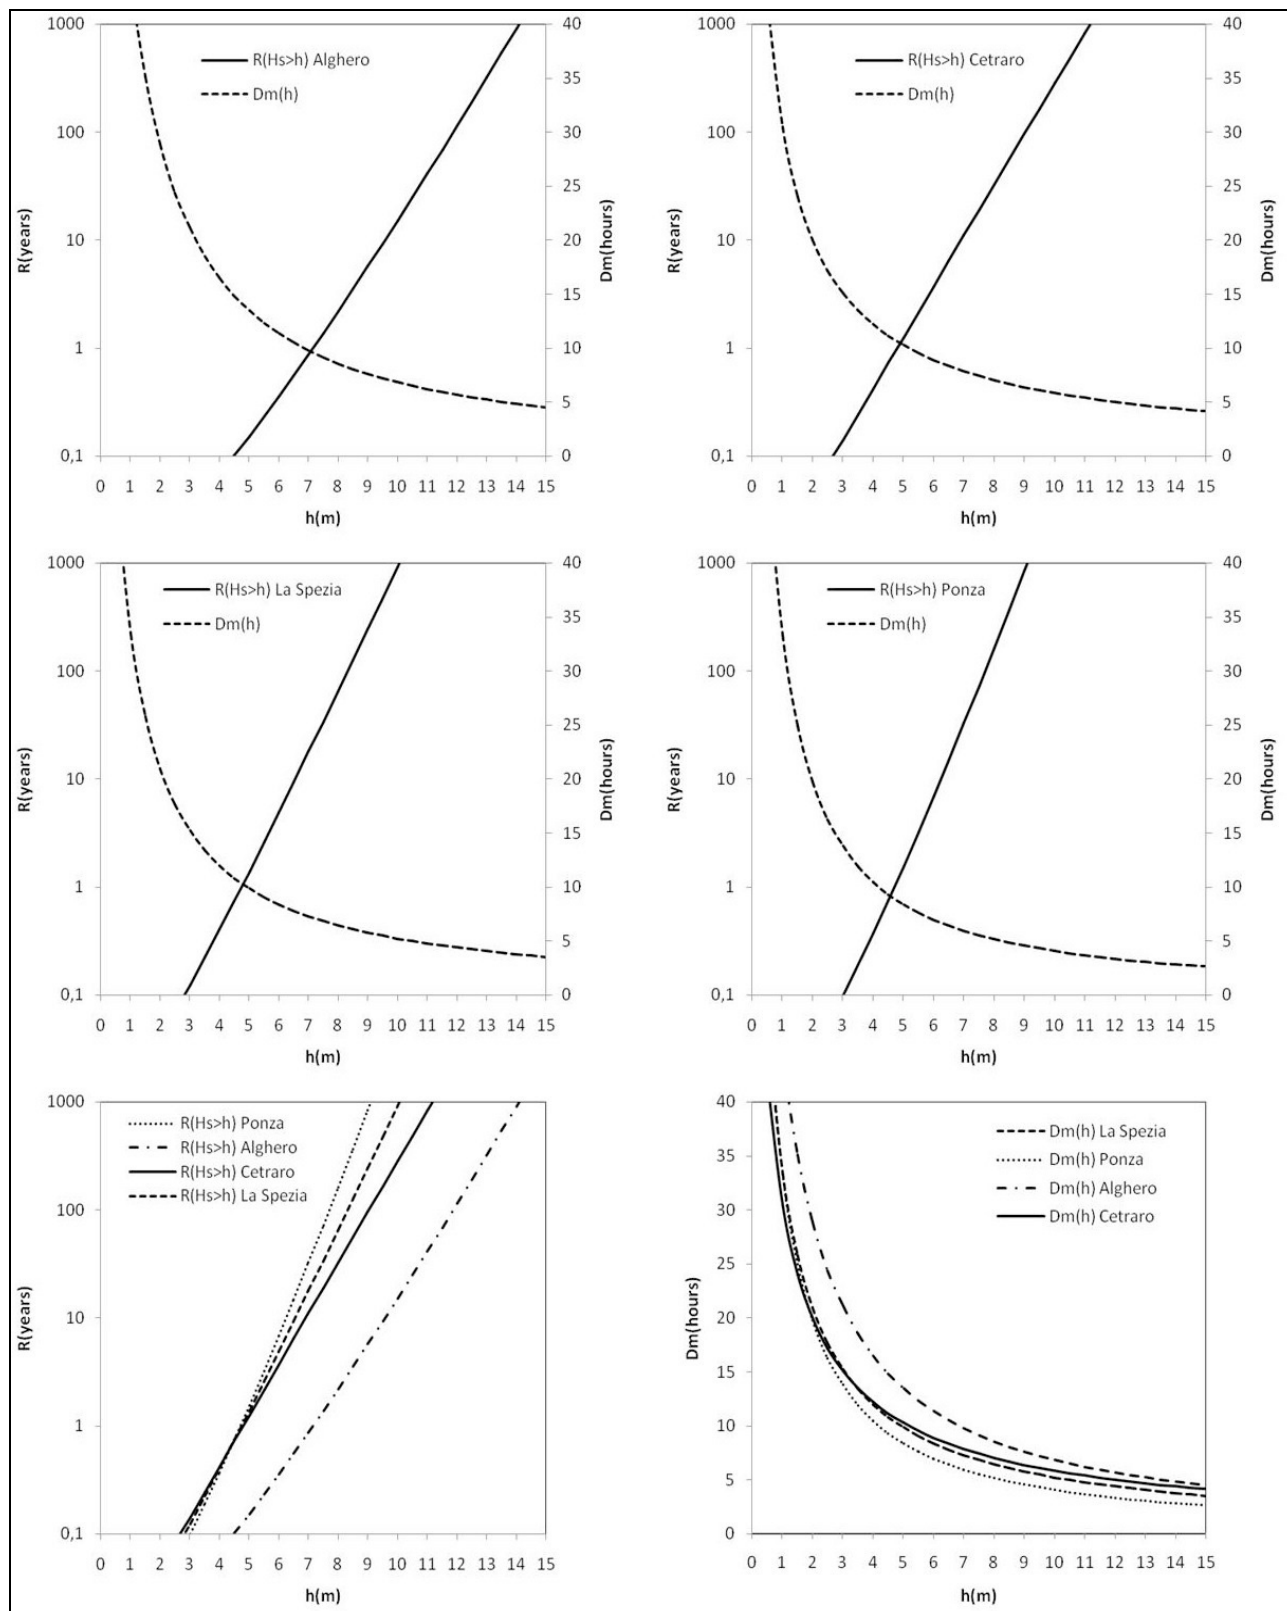 R(Hs>h) Alghero
Dm(h)
1000
100
10
1
0,1
40
35
30
25
20
15
10
5
0
R(years)
Dm(hours)
0 1 2 3 4 5 6 7 8 9 10 11 12 13 14 15
h(m)
R(Hs>h) Cetraro
Dm(h)
1000
100
10
1
0,1
40
35
30
25
20
15
10
5
0
R(years)
Dm(hours)
0 1 2 3 4 5 6 7 8 9 10 11 12 13 14 15
h(m)
R(Hs>h) La Spezia
Dm(h)
1000
100
10
1
0,1
40
35
30
25
20
15
10
5
0
R(years)
Dm(hours)
0 1 2 3 4 5 6 7 8 9 10 11 12 13 14 15
h(m)
R(Hs>h) Ponza
Dm(h)
1000
100
10
1
0,1
40
35
30
25
20
15
10
5
0
R(years)
Dm(hours)
0 1 2 3 4 5 6 7 8 9 10 11 12 13 14 15
h(m)
R(Hs>h) Ponza
R(Hs>h) Alghero
R(Hs>h) Cetraro
R(Hs>h) La Spezia
1000
100
10
1
0,1
R(years)
0 1 2 3 4 5 6 7 8 9 10 11 12 13 14 15
h(m)
Dm(h) La Spezia
Dm(h) Ponza
Dm(h) Alghero
Dm(h) Cetraro
40
35
30
25
20
15
10
5
0
Dm(hours)
0 1 2 3 4 5 6 7 8 9 10 11 12 13 14 15
h(m)